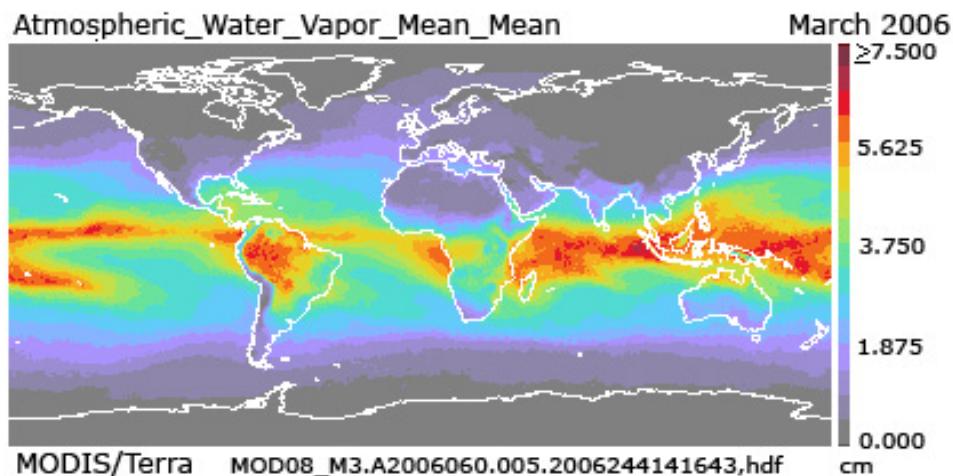 Atmospheric_Water_Vapor_Mean_Mean March 2006
≥7.500
5.625
3.750
1.875
0.000
MODIS/Terra MOD08_M3.A2006060.005.2006244141643,hdf cm